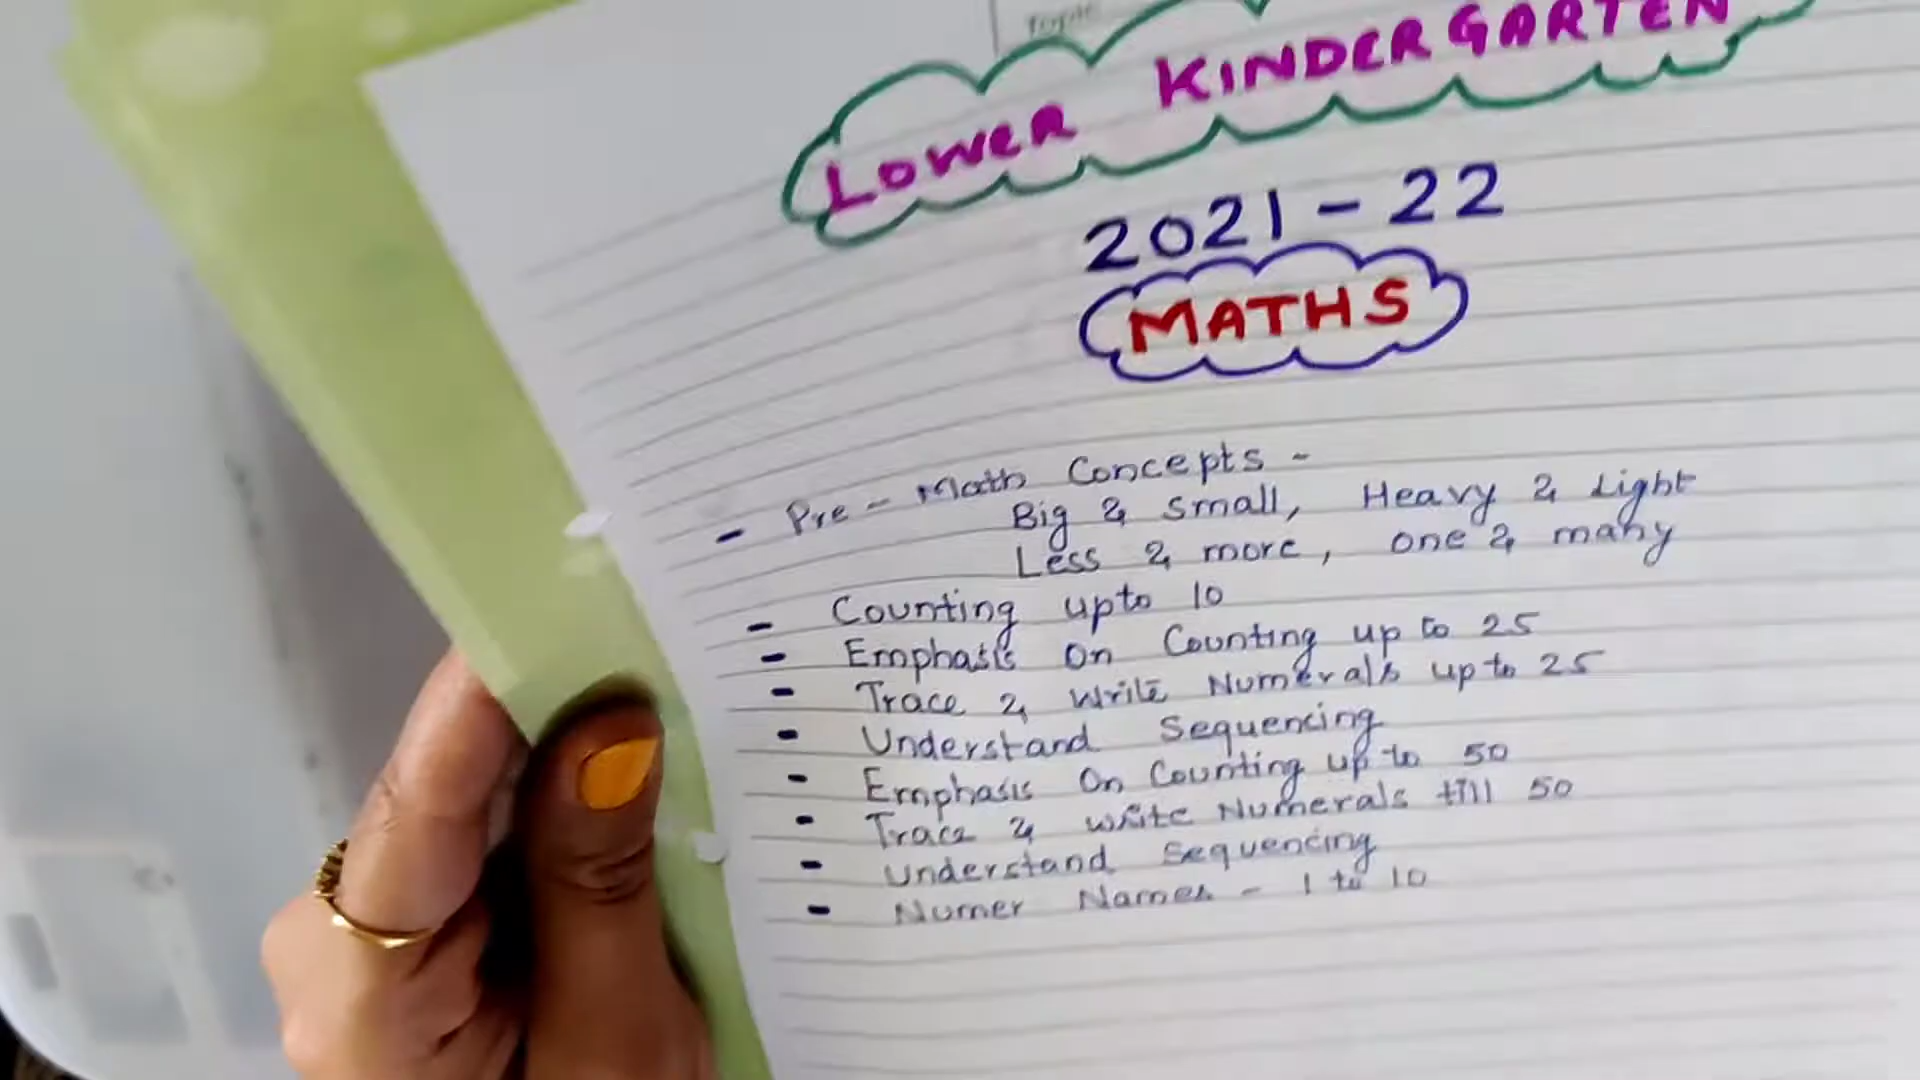 Topic
LOWER KINDERGARTEN
2021-22
MATHS
- Pre-Math Concepts -
Big & Small, Heavy & Light
Less & more, one & many
- Counting upto 10
- Emphasis On Counting up to 25
- Trace & Write Numerals up to 25
- Understand Sequencing
- Emphasis On Counting up to 50
- Trace & write Numerals till 50
- Understand Sequencing
- Numer Names - 1 to 10